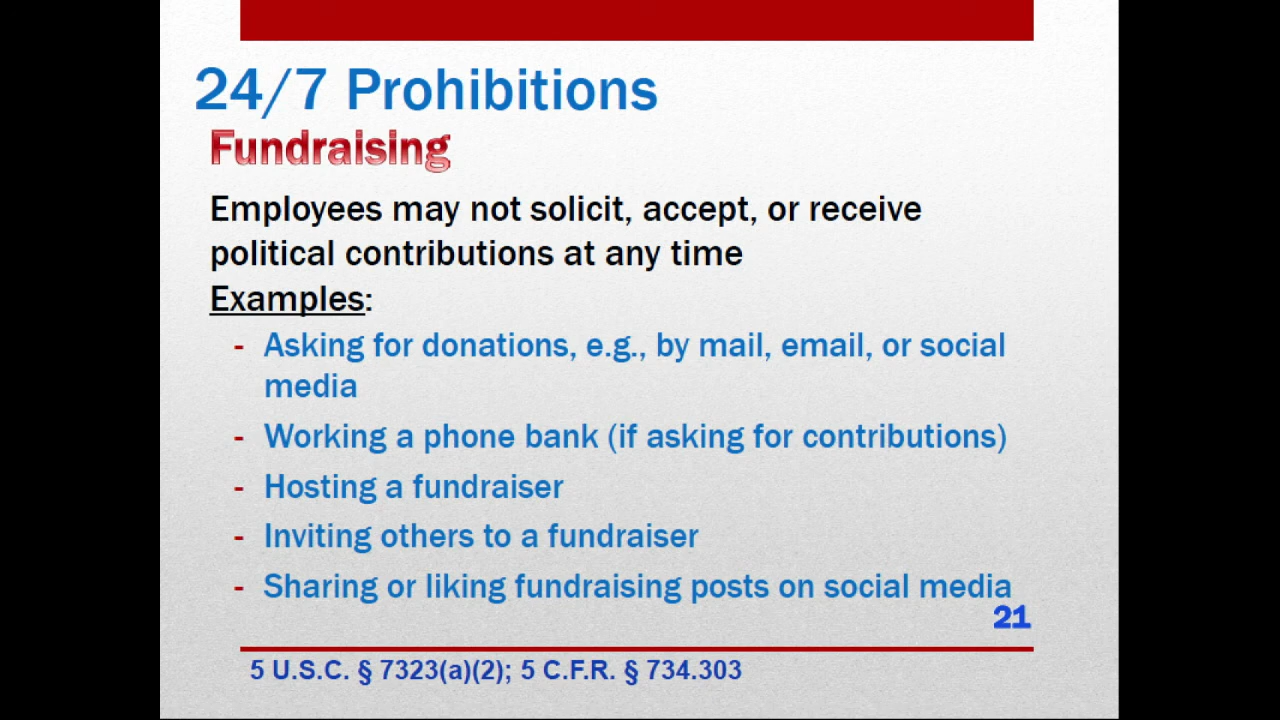 24/7 Prohibitions
Fundraising
Employees may not solicit, accept, or receive
political contributions at any time
Examples:
- Asking for donations, e.g., by mail, email, or social
media
- Working a phone bank (if asking for contributions)
- Hosting a fundraiser
- Inviting others to a fundraiser
- Sharing or liking fundraising posts on social media
21
5 U.S.C. § 7323(a)(2); 5 C.F.R. § 734.303